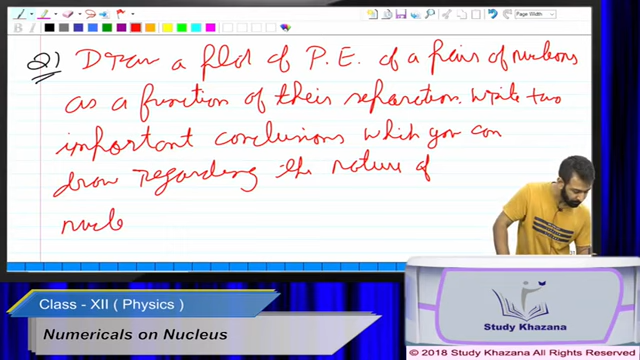 Page Width
Q1) Draw a plot of P.E. of a pair of nucleons
as a function of their separation. Write two
important conclusions which you can
draw regarding the nature of
nucle
Class - XII ( Physics )
Numericals on Nucleus
Study Khazana
© 2018 Study Khazana All Rights Reserved.